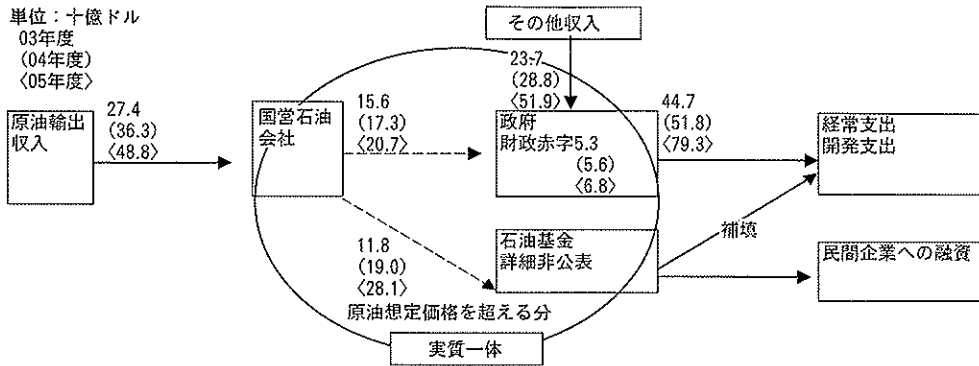 単位：十億ドル
03年度
(04年度)
〈05年度〉
その他収入
23-7
(28.8)
〈51.9〉
原油輸出
収入
27.4
(36.3)
〈48.8〉
国営石油
会社
15.6
(17.3)
〈20.7〉
政府
財政赤字5.3
(5.6)
〈6.8〉
44.7
(51.8)
〈79.3〉
経常支出
開発支出
11.8
(19.0)
〈28.1〉
原油想定価格を超える分
石油基金
詳細非公表
補填
民間企業への融資
実質一体